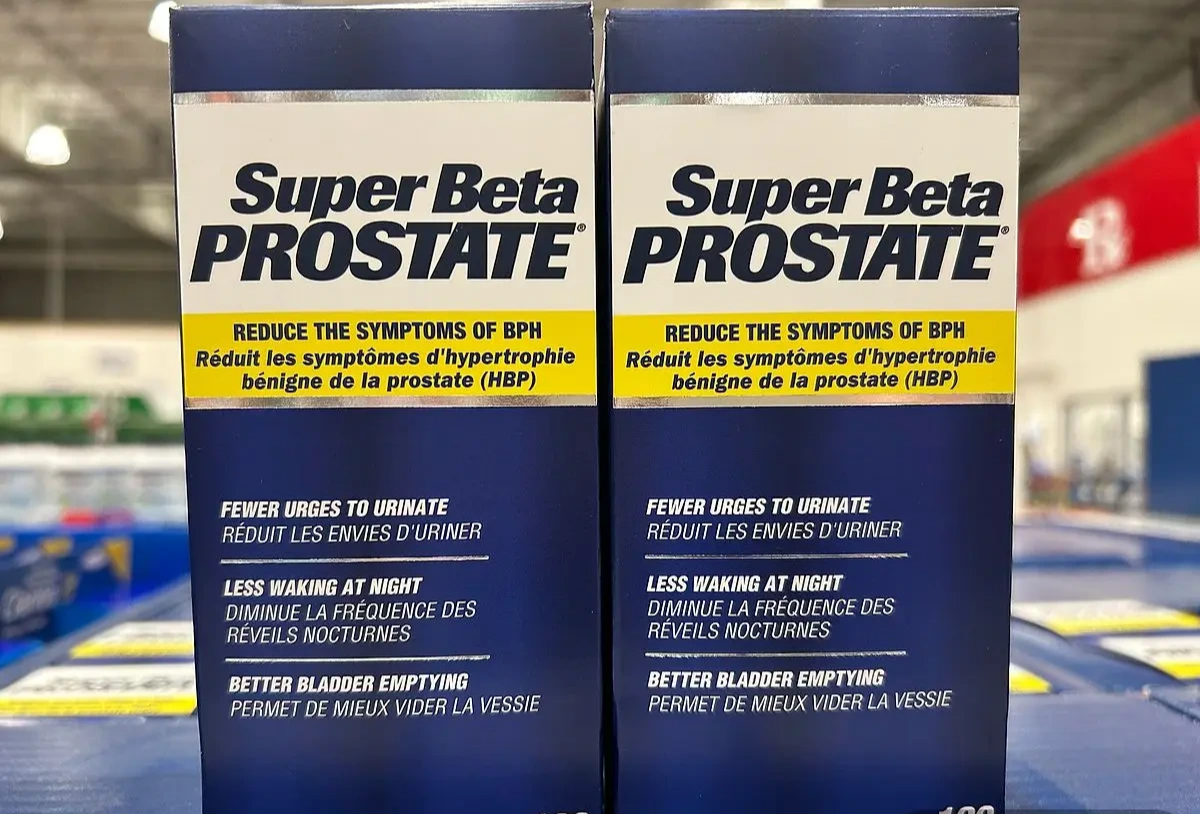 Super Beta
PROSTATE®
REDUCE THE SYMPTOMS OF BPH
Réduit les symptômes d'hypertrophie
bénigne de la prostate (HBP)
FEWER URGES TO URINATE
RÉDUIT LES ENVIES D'URINER
LESS WAKING AT NIGHT
DIMINUE LA FRÉQUENCE DES
RÉVEILS NOCTURNES
BETTER BLADDER EMPTYING
PERMET DE MIEUX VIDER LA VESSIE
Super Beta
PROSTATE®
REDUCE THE SYMPTOMS OF BPH
Réduit les symptômes d'hypertrophie
bénigne de la prostate (HBP)
FEWER URGES TO URINATE
RÉDUIT LES ENVIES D'URINER
LESS WAKING AT NIGHT
DIMINUE LA FRÉQUENCE DES
RÉVEILS NOCTURNES
BETTER BLADDER EMPTYING
PERMET DE MIEUX VIDER LA VESSIE